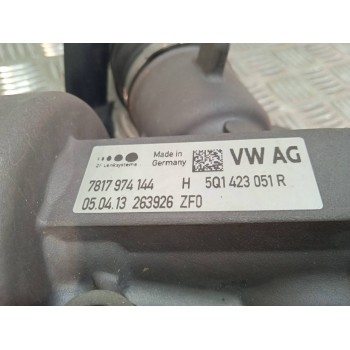 ZF Lenksysteme
Made in
Germany
VW AG
7817 974 144 H 5Q1 423 051 R
05.04.13 263926 ZF0